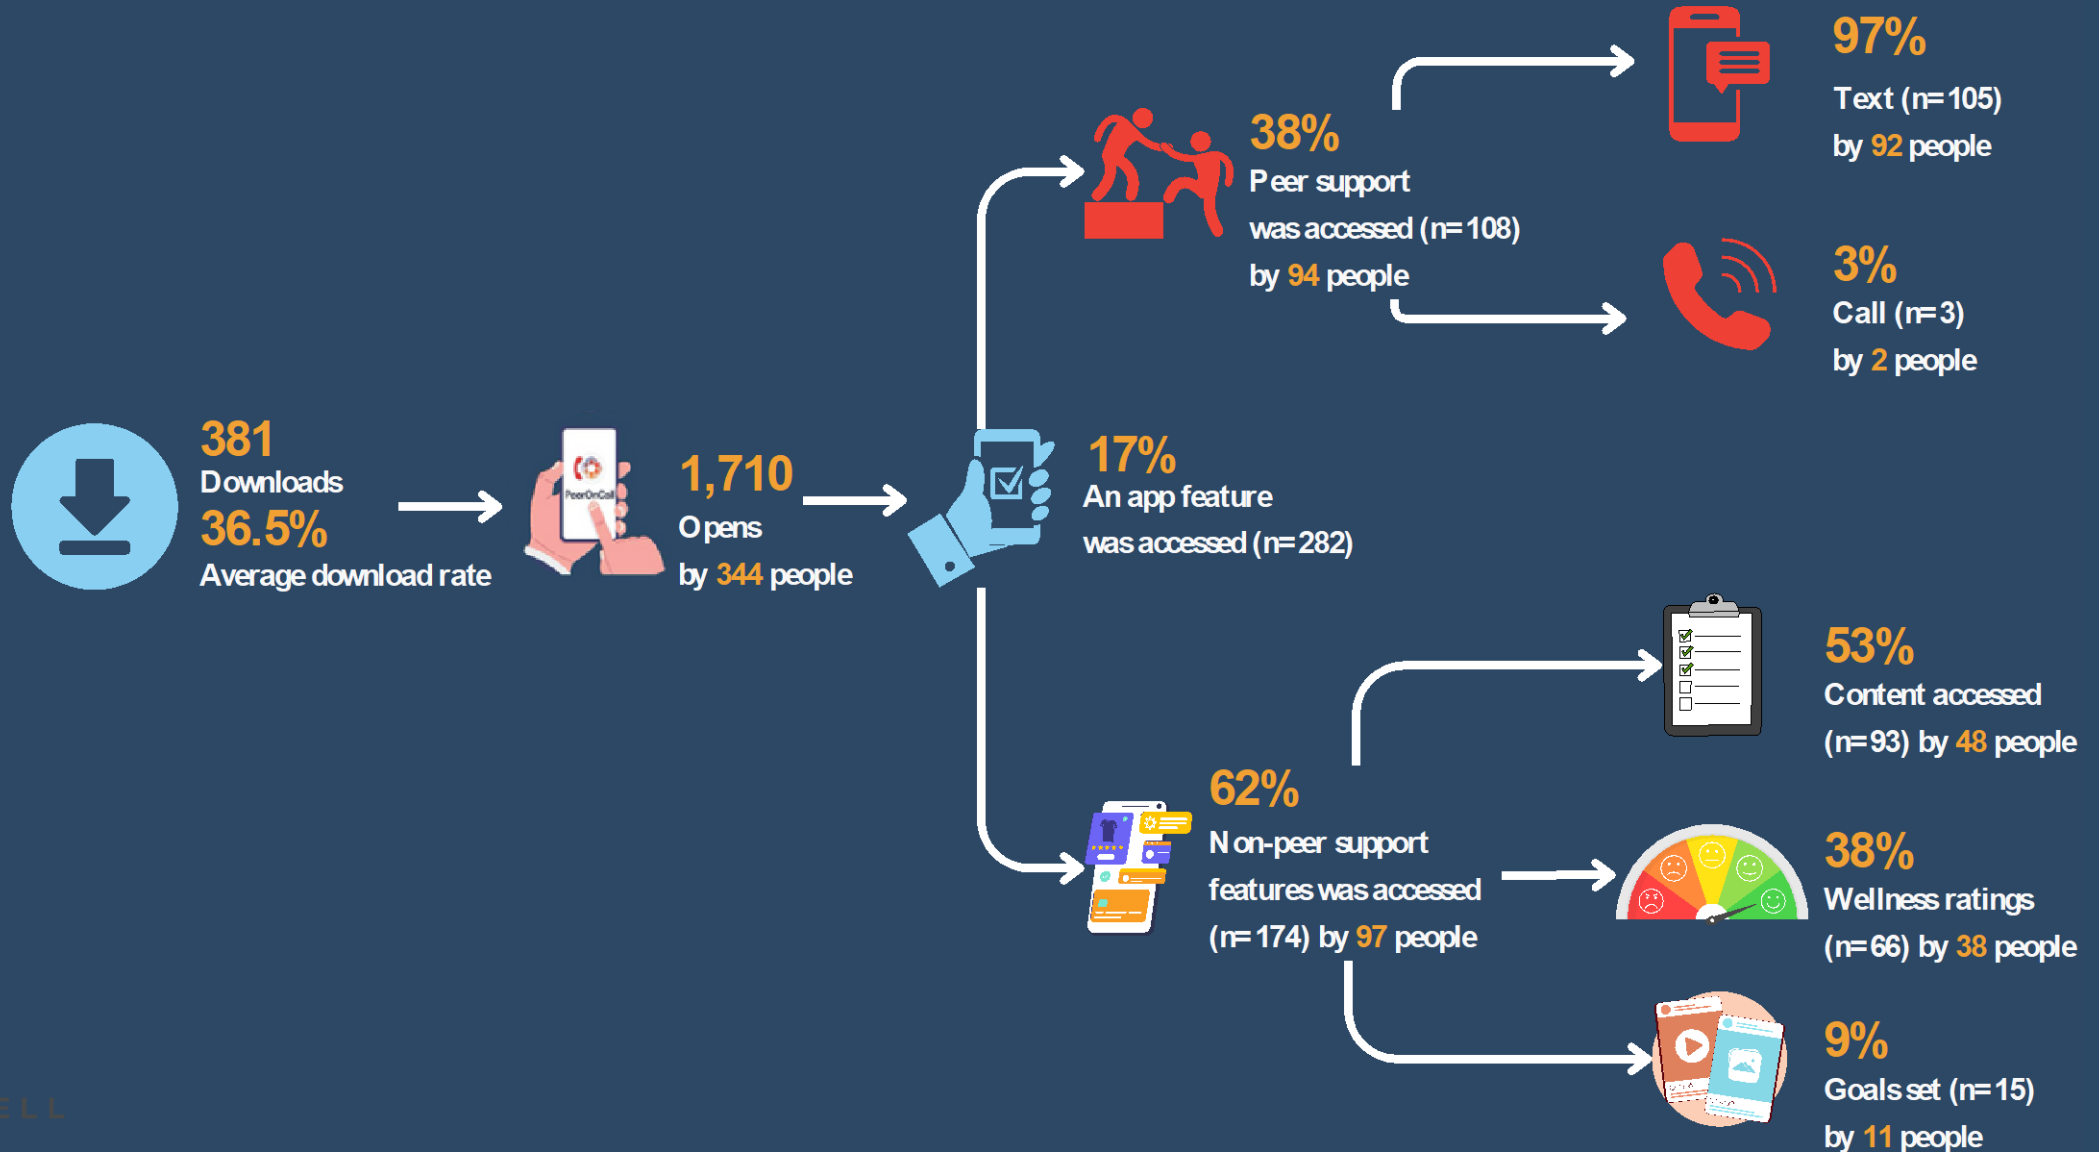 381
Downloads
36.5%
Average download rate
PeerOnCall
1,710
Opens
by 344 people
17%
An app feature
was accessed (n=282)
38%
Peer support
was accessed (n=108)
by 94 people
97%
Text (n=105)
by 92 people
3%
Call (n=3)
by 2 people
62%
Non-peer support
features was accessed
(n=174) by 97 people
53%
Content accessed
(n=93) by 48 people
38%
Wellness ratings
(n=66) by 38 people
9%
Goals set (n=15)
by 11 people
ELL